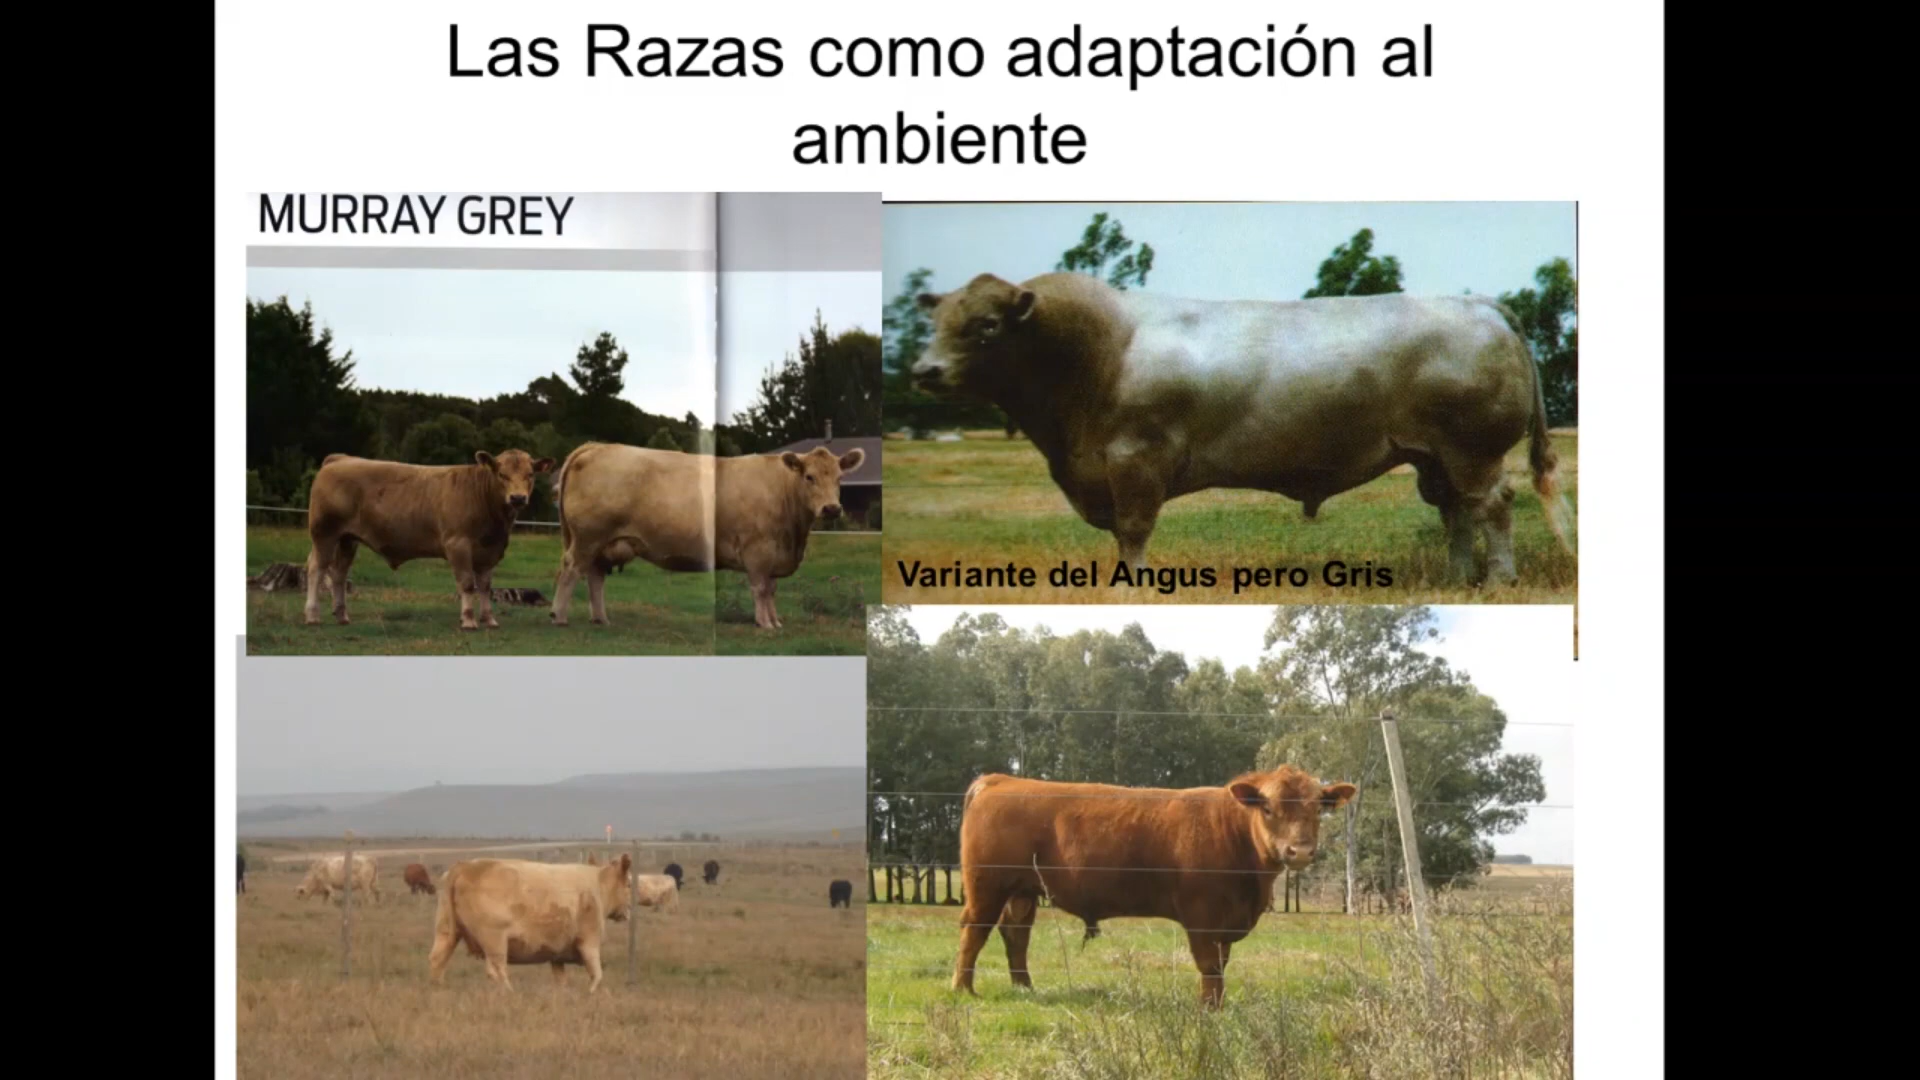 Las Razas como adaptación al
ambiente
MURRAY GREY
Variante del Angus pero Gris